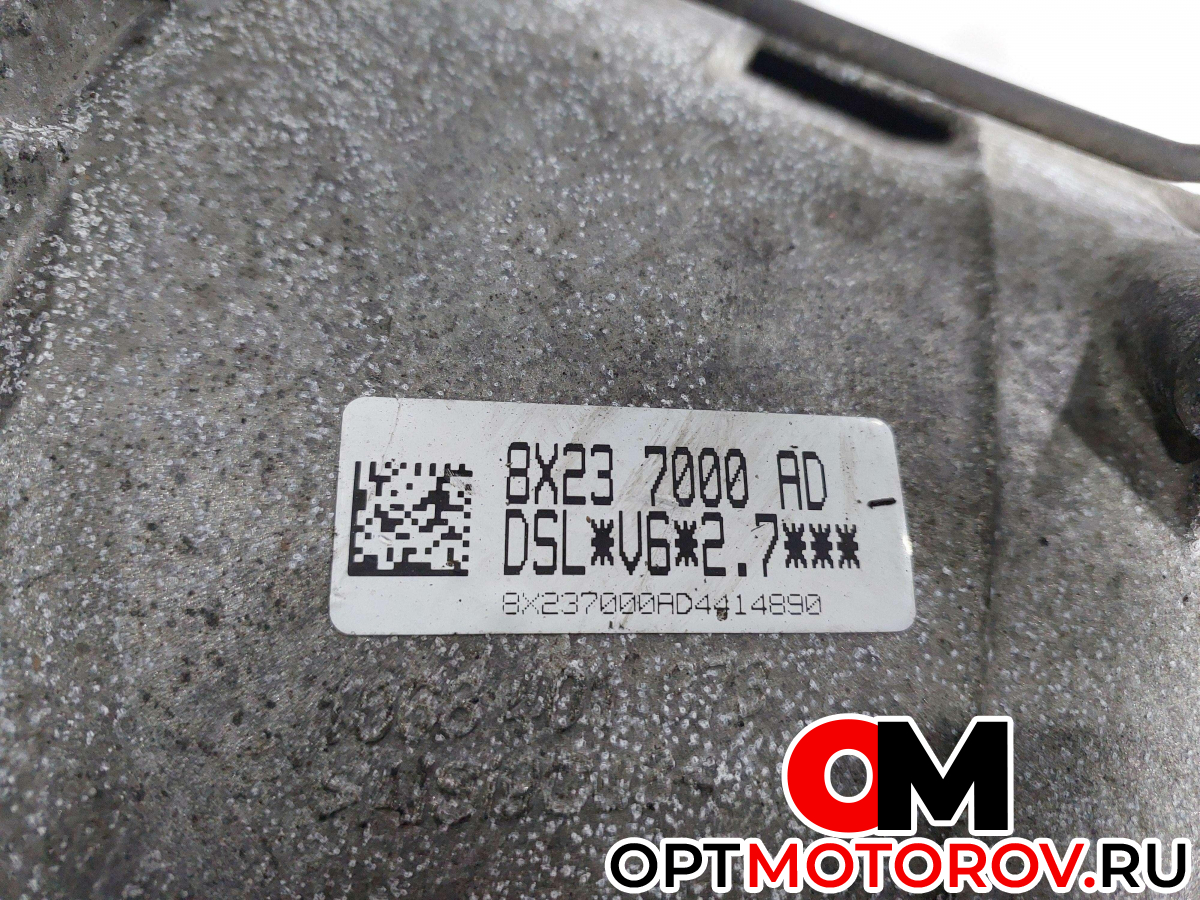 8X23 7000 AD
DSL*V6*2.7***
8X237000AD4414890
OM
OPTMOTOROV.RU